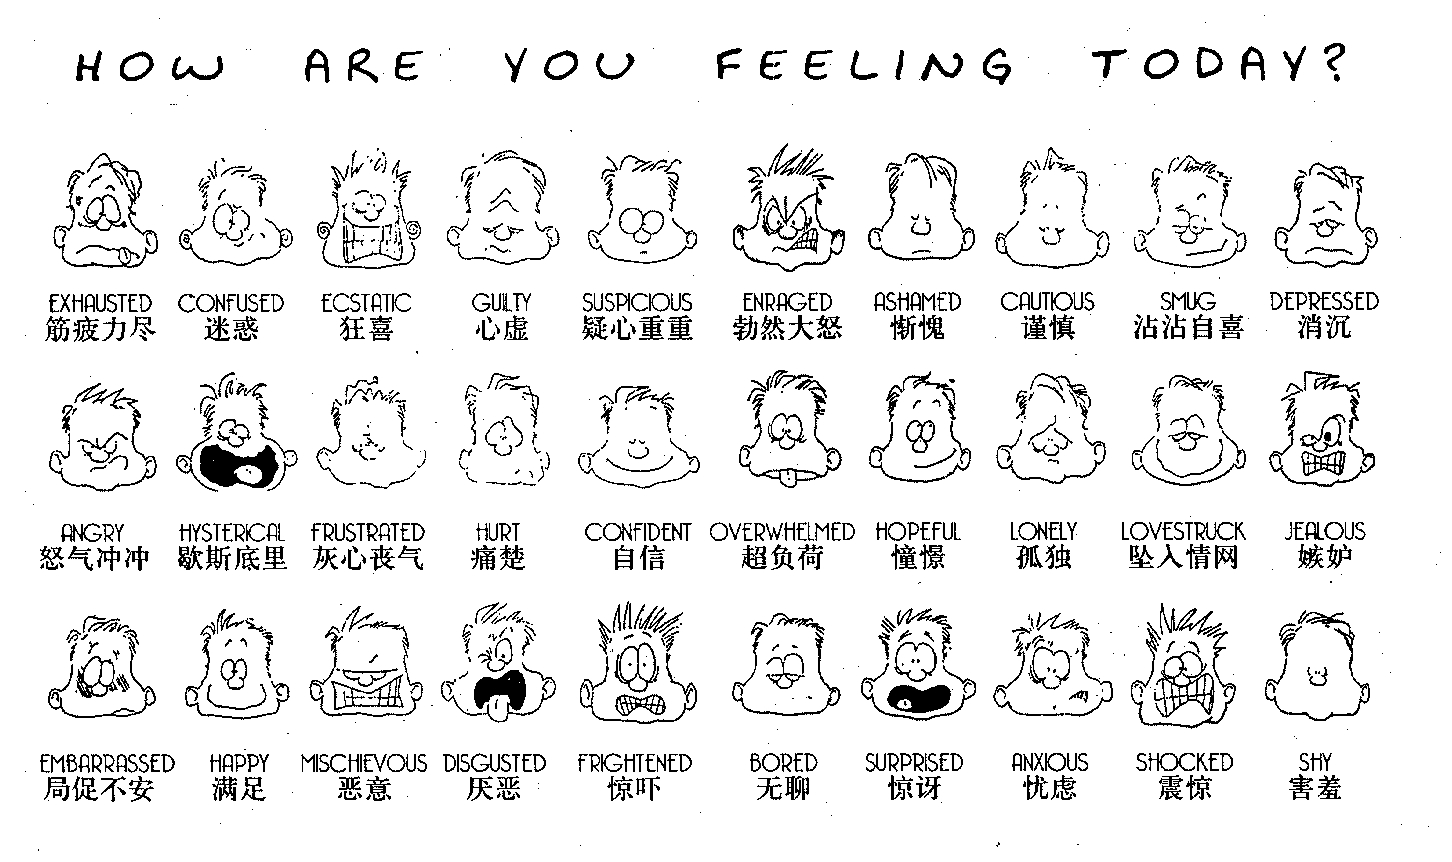 HOW ARE YOU FEELING TODAY?
EXHAUSTED CONFUSED ECSTATIC GUILTY SUSPICIOUS ENRAGED ASHAMED CAUTIOUS SMUG DEPRESSED
筋疲力尽 迷惑 狂喜 心虚 疑心重重 勃然大怒 惭愧 谨慎 沾沾自喜 消沉
ANGRY HYSTERICAL FRUSTRATED HURT CONFIDENT OVERWHELMED HOPEFUL LONELY LOVESTRUCK JEALOUS
怒气冲冲 歇斯底里 灰心丧气 痛楚 自信 超负荷 憧憬 孤独 坠入情网 嫉妒
EMBARRASSED HAPPY MISCHIEVOUS DISGUSTED FRIGHTENED BORED SURPRISED ANXIOUS SHOCKED SHY
局促不安 满足 恶意 厌恶 惊吓 无聊 惊讶 忧虑 震惊 害羞